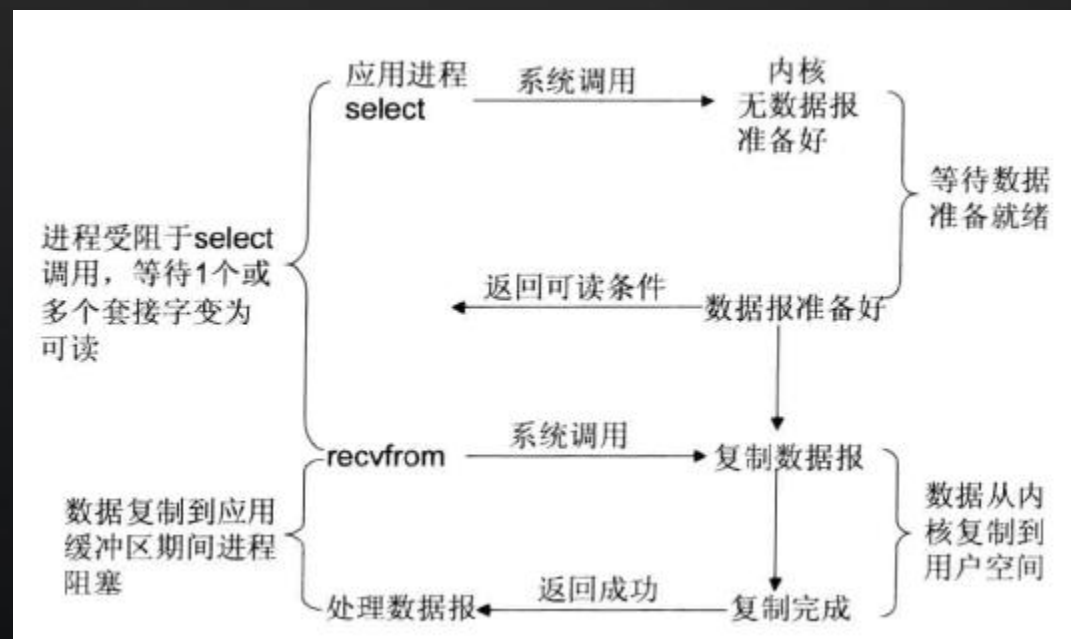 应用进程
select
系统调用
内核
无数据报
准备好
等待数据
准备就绪
进程受阻于select
调用，等待1个或
多个套接字变为
可读
返回可读条件
数据报准备好
recvfrom
系统调用
复制数据报
数据复制到应用
缓冲区期间进程
阻塞
数据从内
核复制到
用户空间
处理数据报
返回成功
复制完成